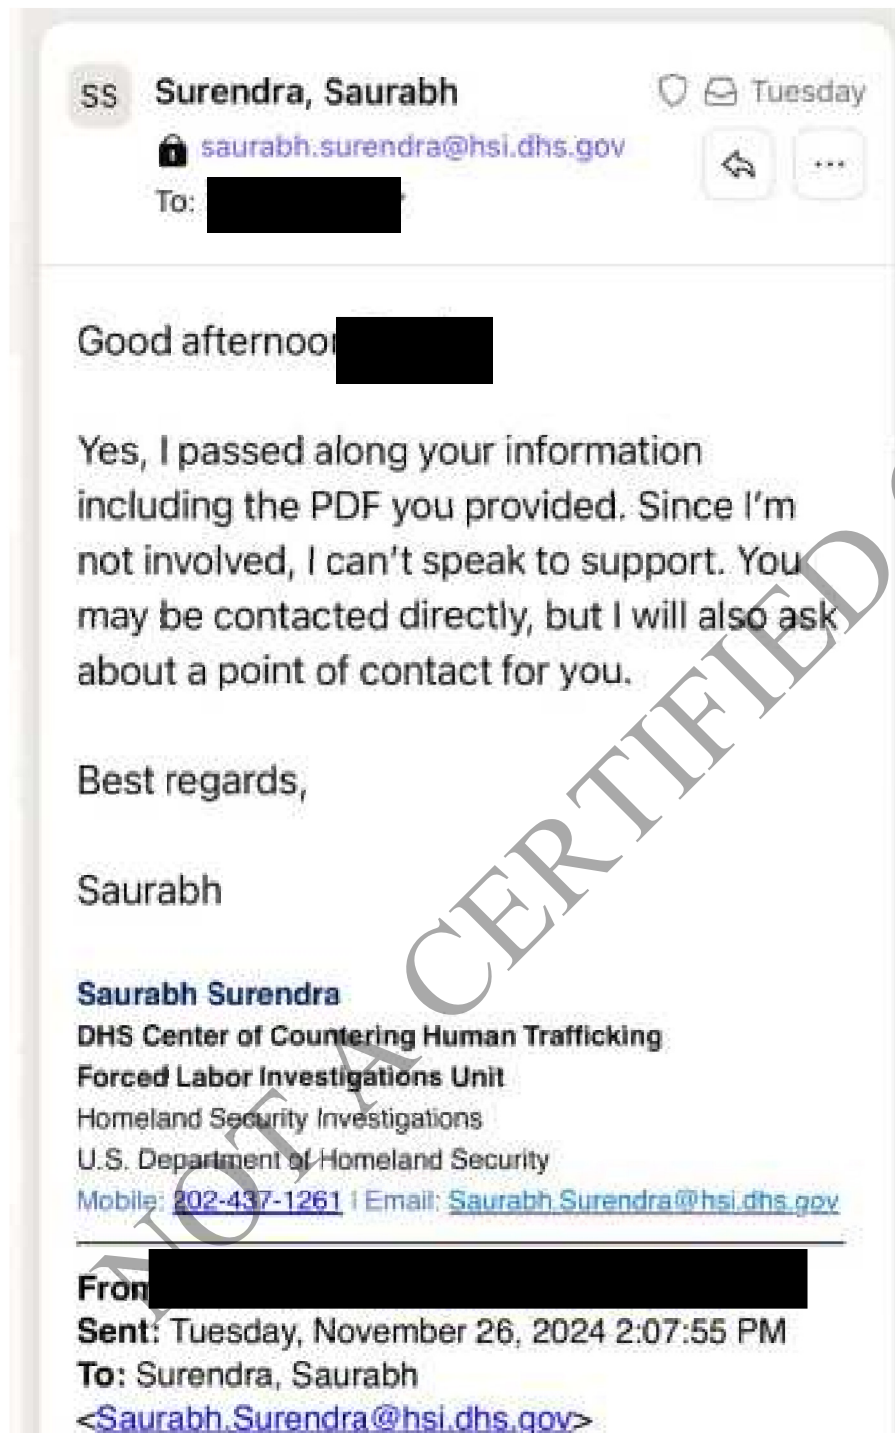 SS Surendra, Saurabh Tuesday
saurabh.surendra@hsi.dhs.gov
To:
Good afternoon
Yes, I passed along your information
including the PDF you provided. Since I'm
not involved, I can't speak to support. You
may be contacted directly, but I will also ask
about a point of contact for you.
Best regards,
Saurabh
Saurabh Surendra
DHS Center of Countering Human Trafficking
Forced Labor Investigations Unit
Homeland Security Investigations
U.S. Department of Homeland Security
Mobile: 202-437-1261 | Email: Saurabh.Surendra@hsi.dhs.gov
From
Sent: Tuesday, November 26, 2024 2:07:55 PM
To: Surendra, Saurabh
<Saurabh.Surendra@hsi.dhs.gov>
NOT A CERTIFIED